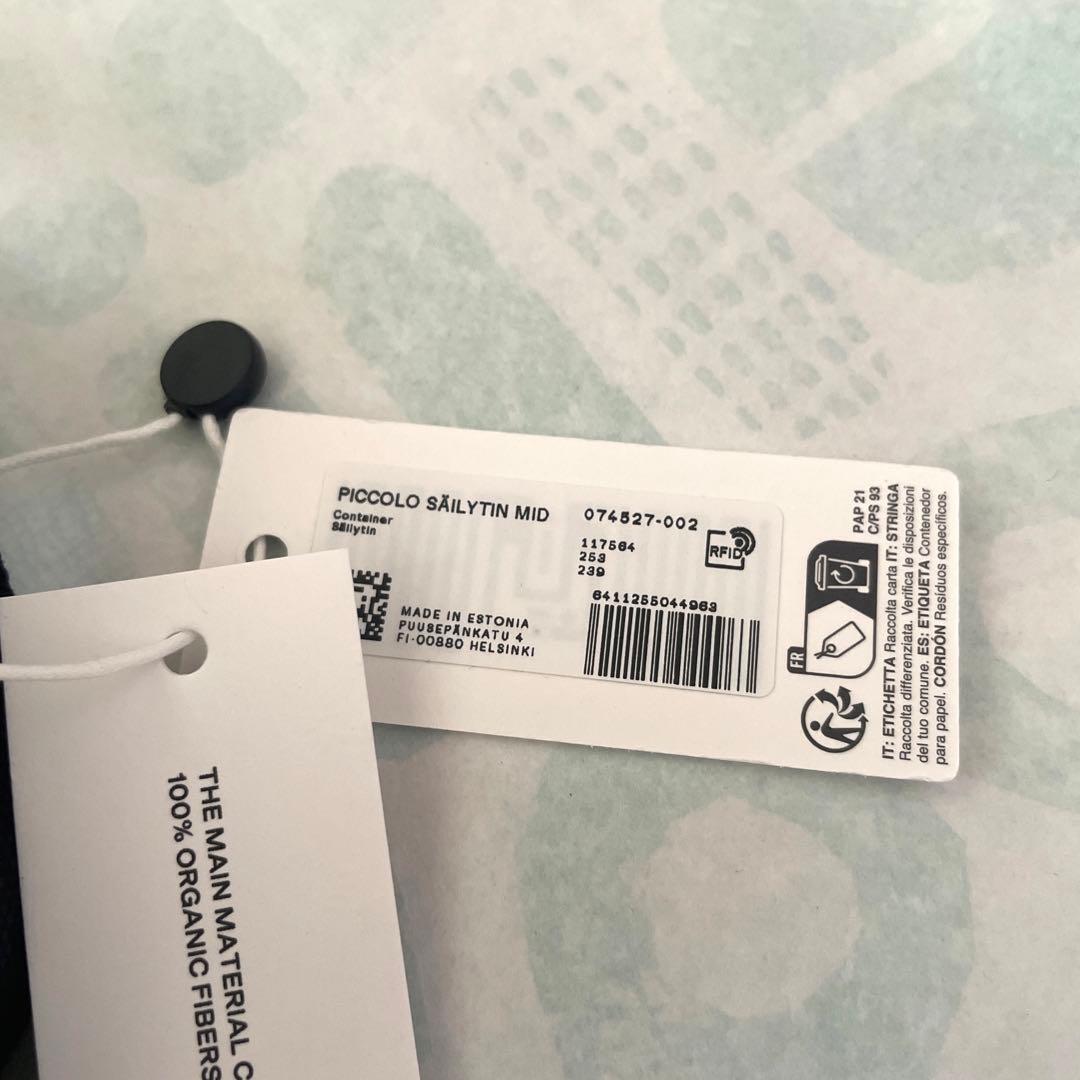 PICCOLO SÄILYTIN MID
Container
Säilytin
MADE IN ESTONIA
PUUSEPÄNKATU 4
FI-00880 HELSINKI
074527-002
117564
253
239
RFID
6411255044963
PAP 21
C/PS 93
FR
IT: ETICHETTA Raccolta carta IT: STRINGA
Raccolta differenziata. Verifica le disposizioni
del tuo comune. ES: ETIQUETA Contenedor
para papel. CORDÓN Residuos específicos.
THE MAIN MATERIAL C
100% ORGANIC FIBERS